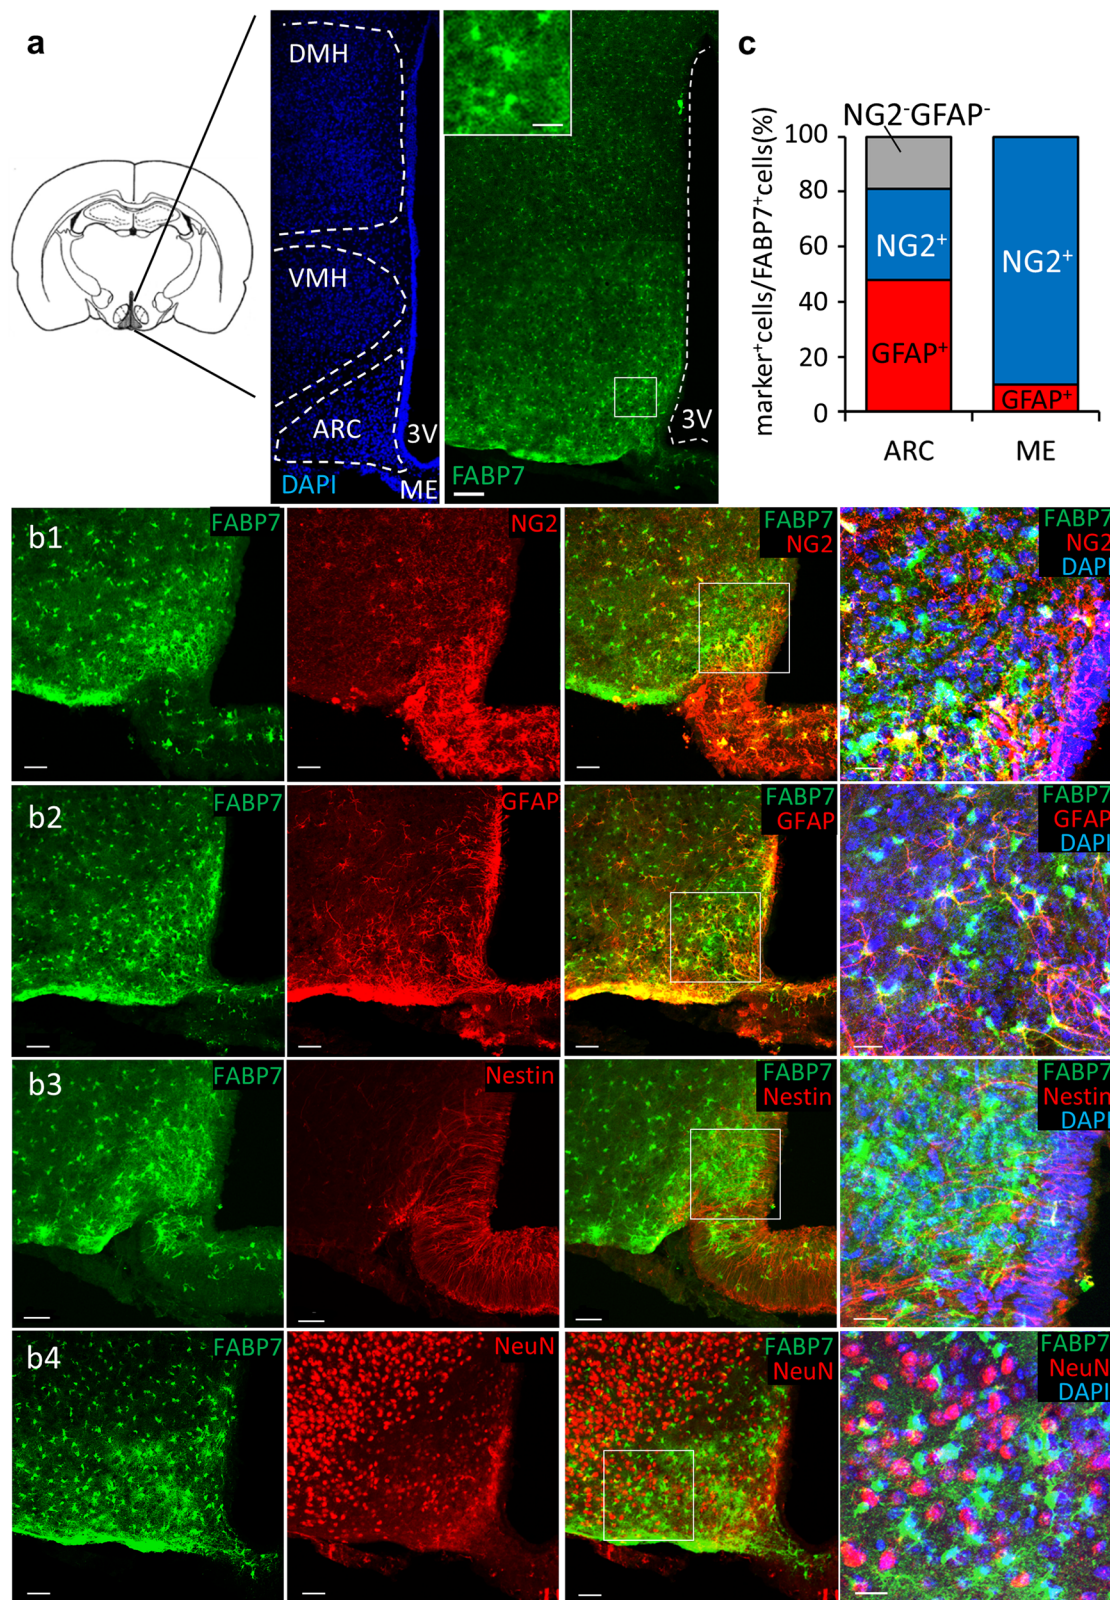 a
DMH
VMH
ARC
3V
DAPI
ME
FABP7
3V
c
NG2⁻GFAP⁻
marker⁺cells/FABP7⁺cells(%)
100
80
60
40
20
0
NG2⁺
GFAP⁺
NG2⁺
GFAP⁺
ARC
ME
b1
FABP7
NG2
FABP7
NG2
FABP7
NG2
DAPI
b2
FABP7
GFAP
FABP7
GFAP
FABP7
GFAP
DAPI
b3
FABP7
Nestin
FABP7
Nestin
FABP7
Nestin
DAPI
b4
FABP7
NeuN
FABP7
NeuN
FABP7
NeuN
DAPI